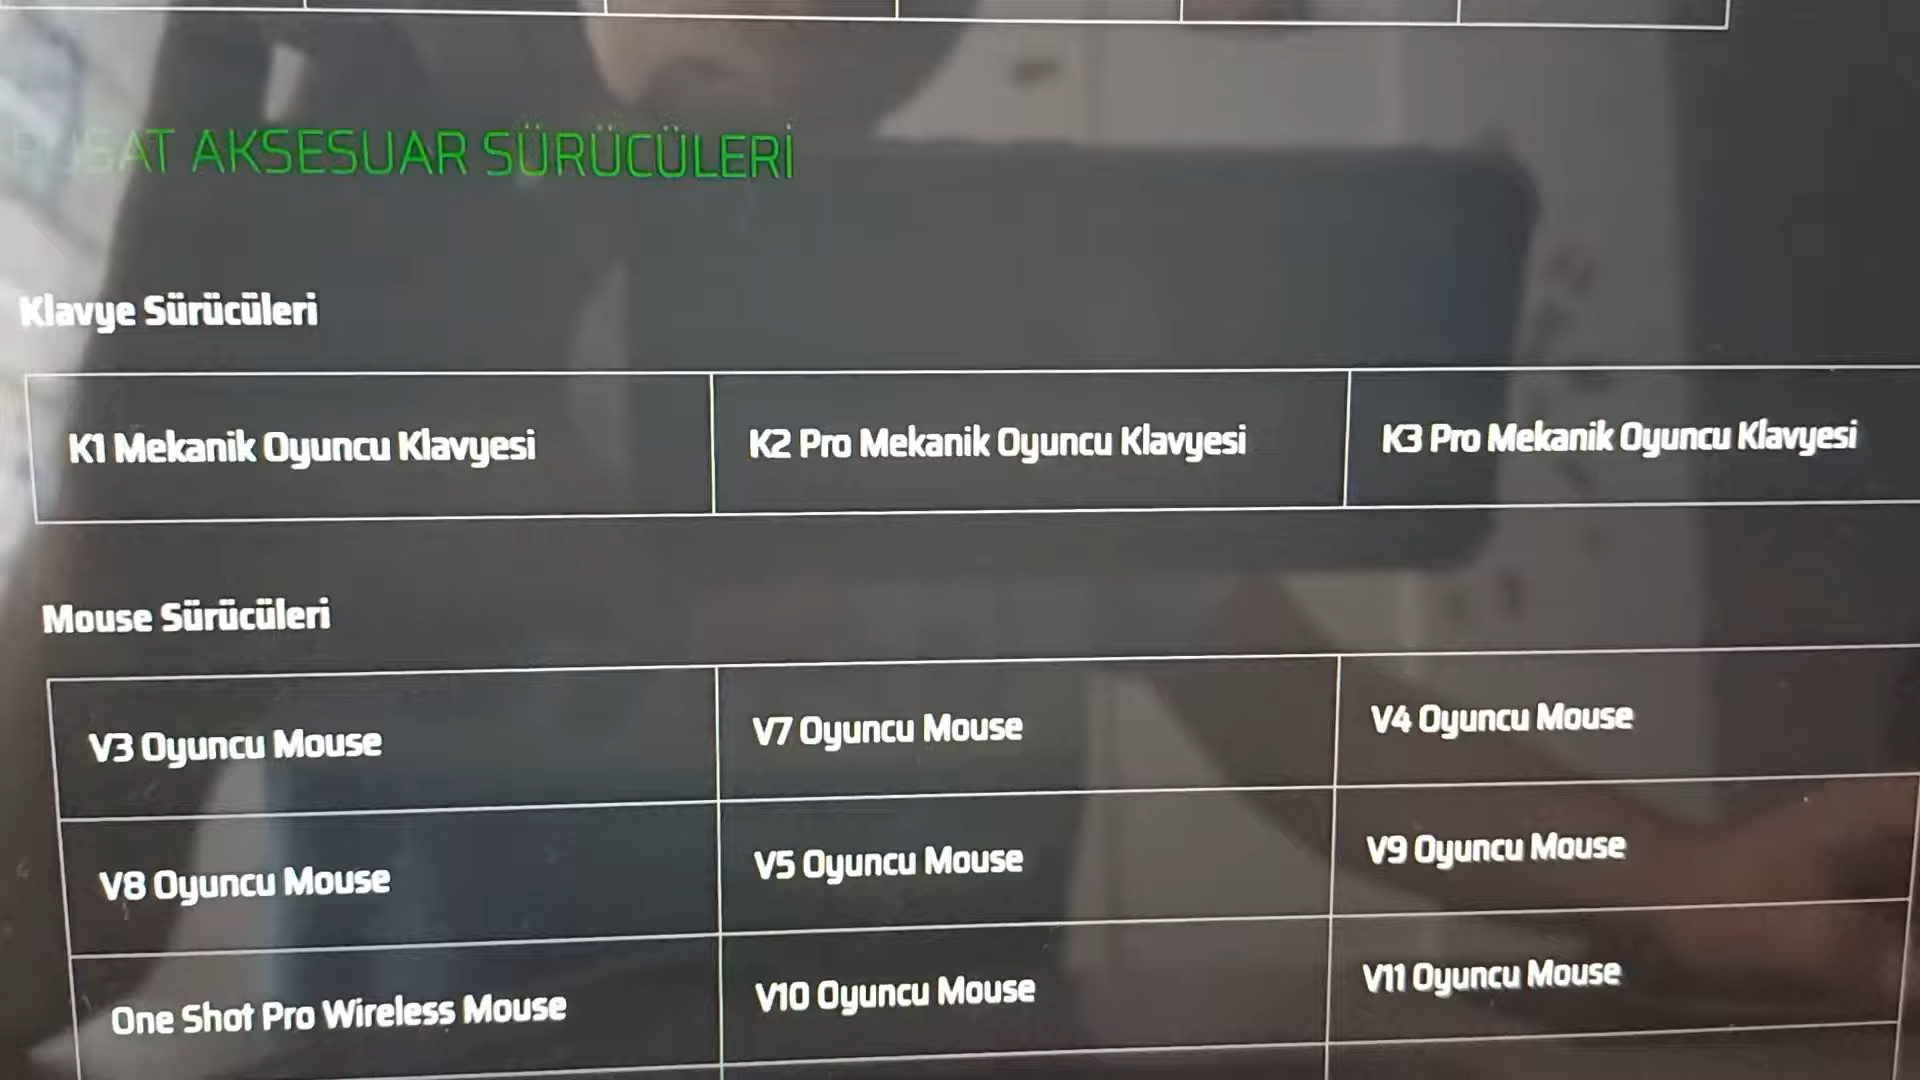 PUSAT AKSESUAR SÜRÜCÜLERİ
Klavye Sürücüleri
K1 Mekanik Oyuncu Klavyesi
K2 Pro Mekanik Oyuncu Klavyesi
K3 Pro Mekanik Oyuncu Klavyesi
Mouse Sürücüleri
V3 Oyuncu Mouse
V7 Oyuncu Mouse
V4 Oyuncu Mouse
V8 Oyuncu Mouse
V5 Oyuncu Mouse
V9 Oyuncu Mouse
One Shot Pro Wireless Mouse
V10 Oyuncu Mouse
V11 Oyuncu Mouse